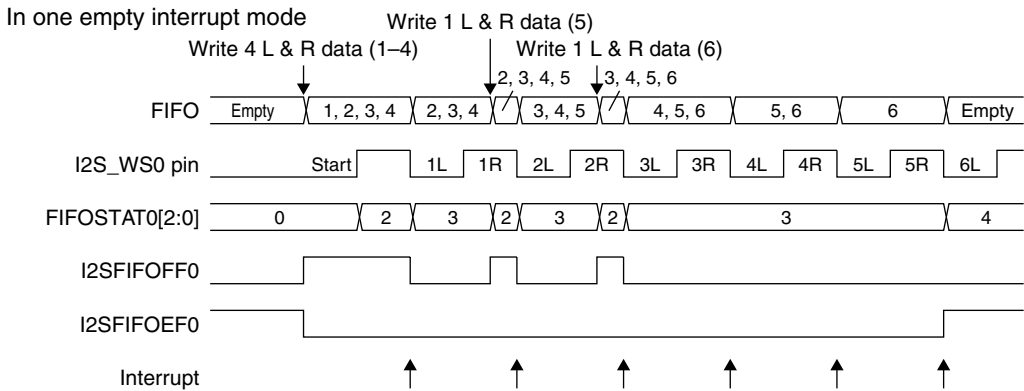 In one empty interrupt mode
Write 1 L & R data (5)
Write 4 L & R data (1–4)
Write 1 L & R data (6)
2, 3, 4, 5
3, 4, 5, 6
FIFO Empty 1, 2, 3, 4 2, 3, 4 3, 4, 5 4, 5, 6 5, 6 6 Empty
I2S_WS0 pin Start 1L 1R 2L 2R 3L 3R 4L 4R 5L 5R 6L
FIFOSTAT0[2:0] 0 2 3 2 3 2 3 4
I2SFIFOFF0
I2SFIFOEF0
Interrupt